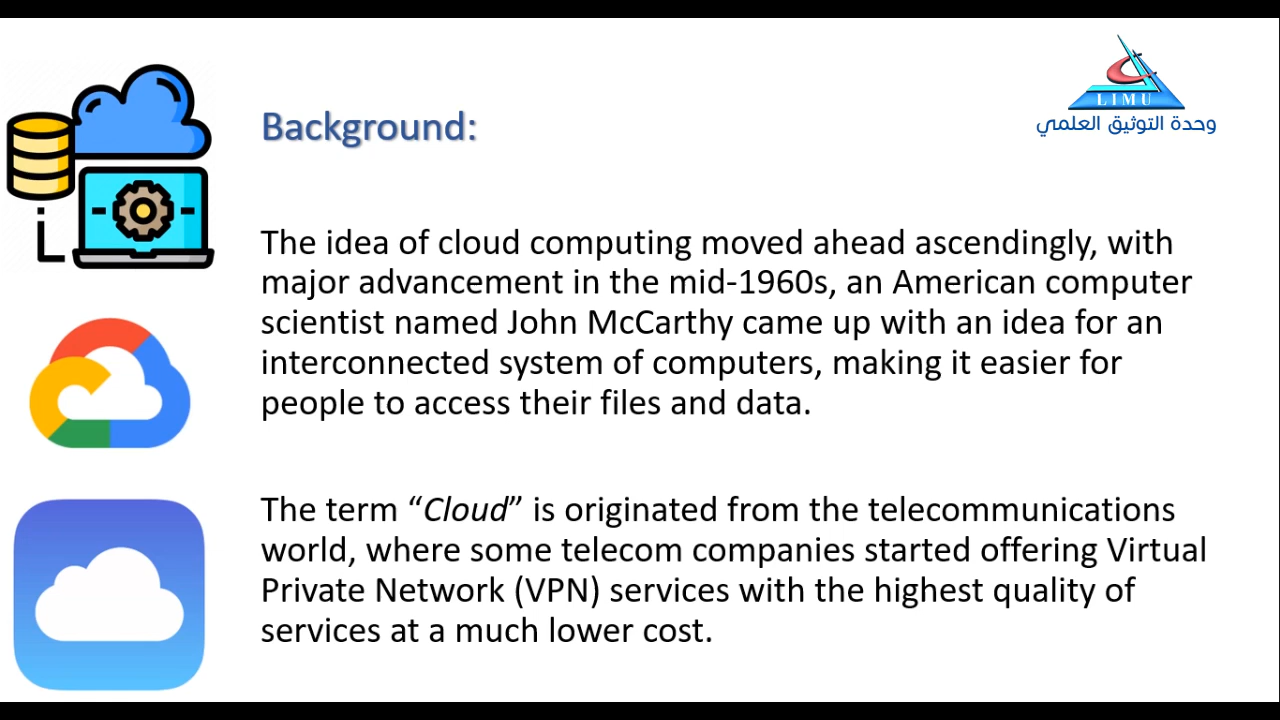 LIMU
وحدة التوثيق العلمي
Background:
The idea of cloud computing moved ahead ascendingly, with
major advancement in the mid-1960s, an American computer
scientist named John McCarthy came up with an idea for an
interconnected system of computers, making it easier for
people to access their files and data.
The term “Cloud” is originated from the telecommunications
world, where some telecom companies started offering Virtual
Private Network (VPN) services with the highest quality of
services at a much lower cost.